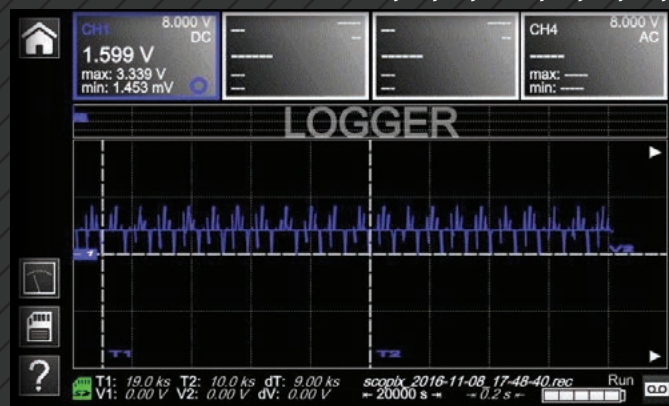 CH1 8.000 V
DC
1.599 V
max: 3.339 V
min: 1.453 mV
CH4 8.000 V
AC
max: -----
min: -----
LOGGER
1
V2
T1 T2
?
T1: 19.0 ks T2: 10.0 ks dT: 9.00 ks scopix_2016-11-08_17-48-40.rec Run
V1: 0.00 V V2: 0.00 V dV: 0.00 V 20000 s 0.2 s